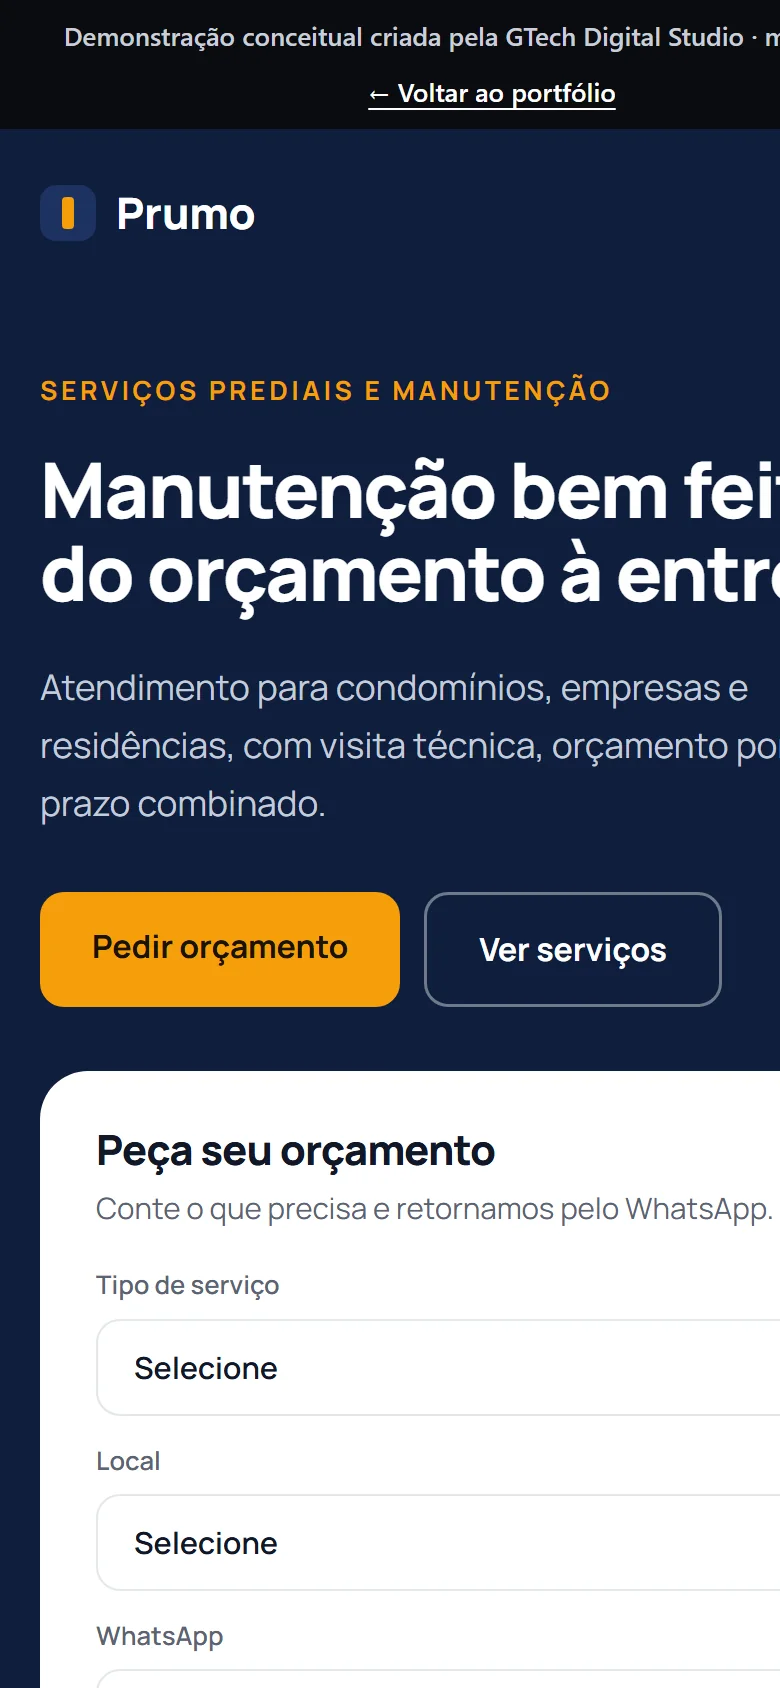 Demonstração conceitual criada pela GTech Digital Studio ·
← Voltar ao portfólio
Prumo
SERVIÇOS PREDIAIS E MANUTENÇÃO
Manutenção bem
do orçamento à
Atendimento para condomínios, empresas e
residências, com visita técnica, orçamento
prazo combinado.
Pedir orçamento
Ver serviços
Peça seu orçamento
Conte o que precisa e retornamos pelo WhatsApp.
Tipo de serviço
Selecione
Local
Selecione
WhatsApp